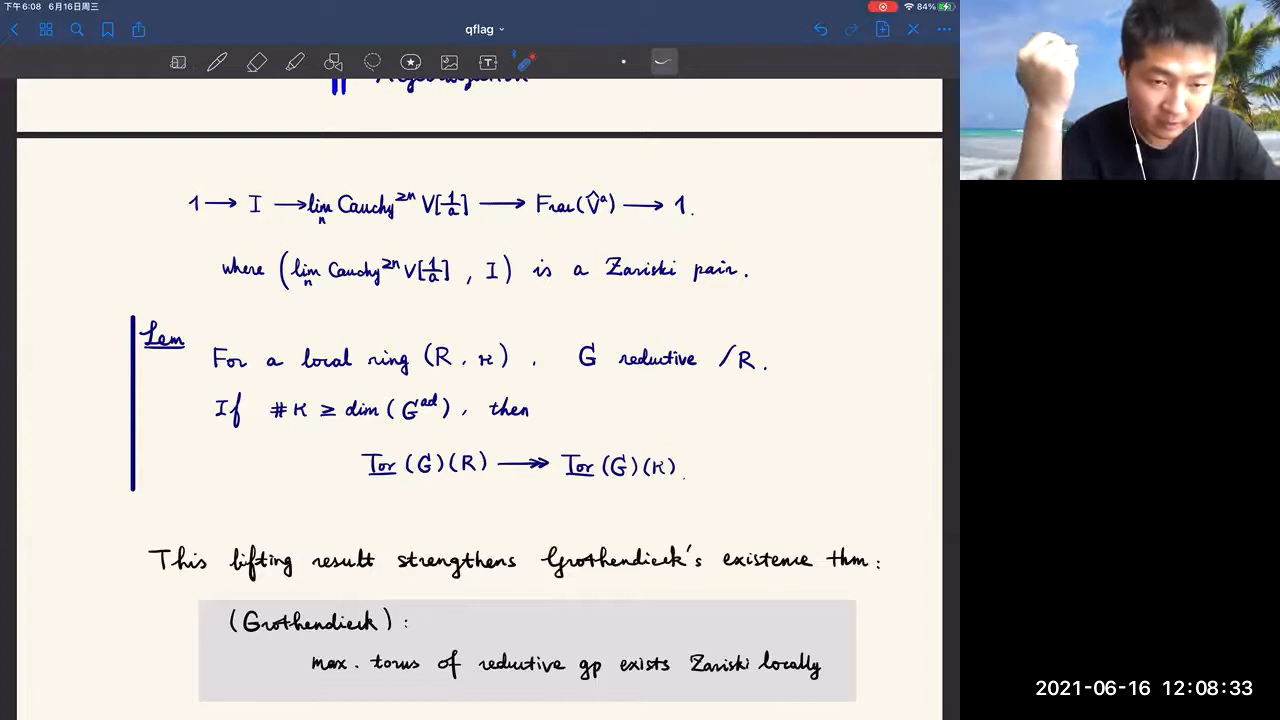 下午6:08 6月16日周三
84%
qflag
1 → I → lim_n Cauchy^{≥n} V[1/a] → Frac(V̂^a) → 1.
where (lim_n Cauchy^{≥n} V[1/a], I) is a Zariski pair.
Lem
For a local ring (R, κ), G reductive /R.
If #κ ≥ dim(G^{ad}), then
Tor(G)(R) ↠ Tor(G)(κ).
This lifting result strengthens Grothendieck's existence thm:
(Grothendieck):
max. torus of reductive gp exists Zariski locally
2021-06-16 12:08:33